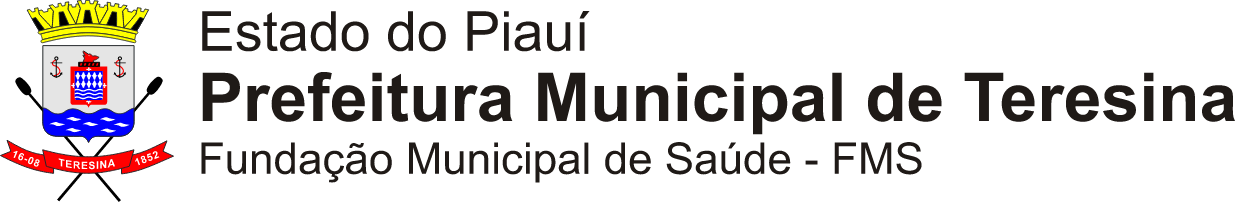 Estado do Piauí
Prefeitura Municipal de Teresina
Fundação Municipal de Saúde - FMS
16-08 TERESINA 1852